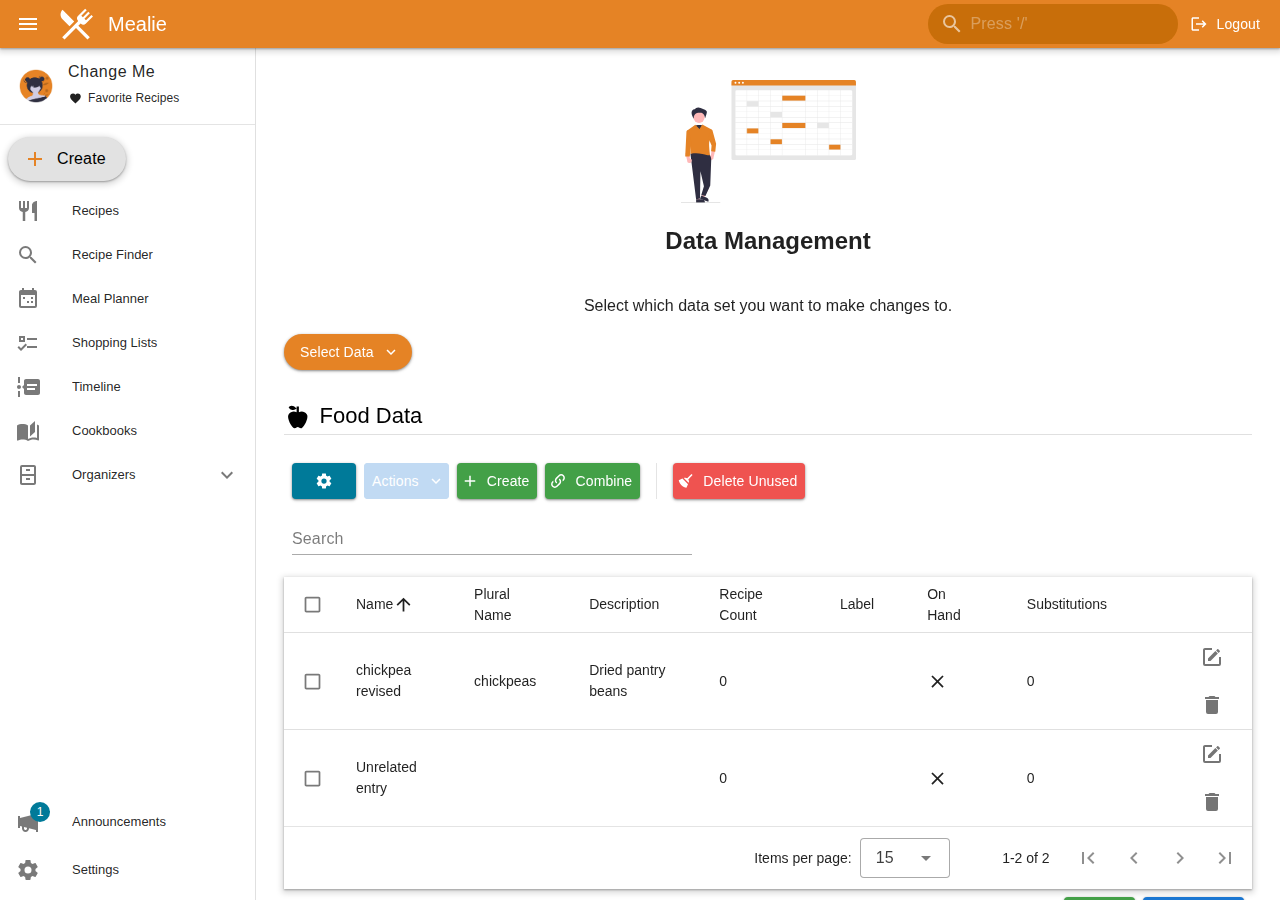 Mealie
Press '/'
Logout
Change Me
Favorite Recipes
Create
Recipes
Recipe Finder
Meal Planner
Shopping Lists
Timeline
Cookbooks
Organizers
1
Announcements
Settings
Data Management
Select which data set you want to make changes to.
Select Data
Food Data
Actions
Create
Combine
Delete Unused
Search
Name
Plural Name
Description
Recipe Count
Label
On Hand
Substitutions
chickpea revised
chickpeas
Dried pantry beans
0
0
Unrelated entry
0
0
Items per page:
15
1-2 of 2